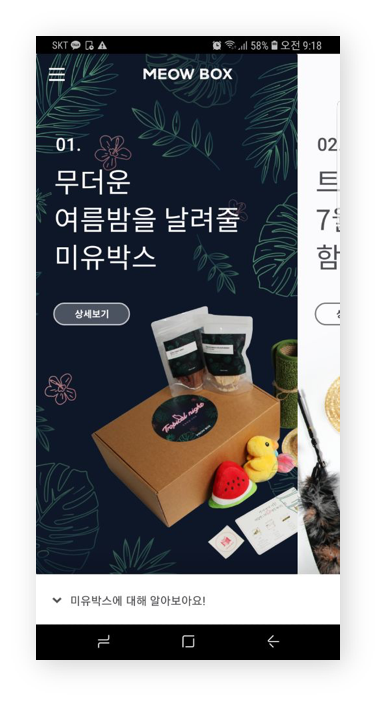 SKT 58% 오전 9:18
MEOW BOX
01.
무더운
여름밤을 날려줄
미유박스
상세보기
02
트
7월
함
Tropical night
MEOW BOX
미유박스에 대해 알아보아요!